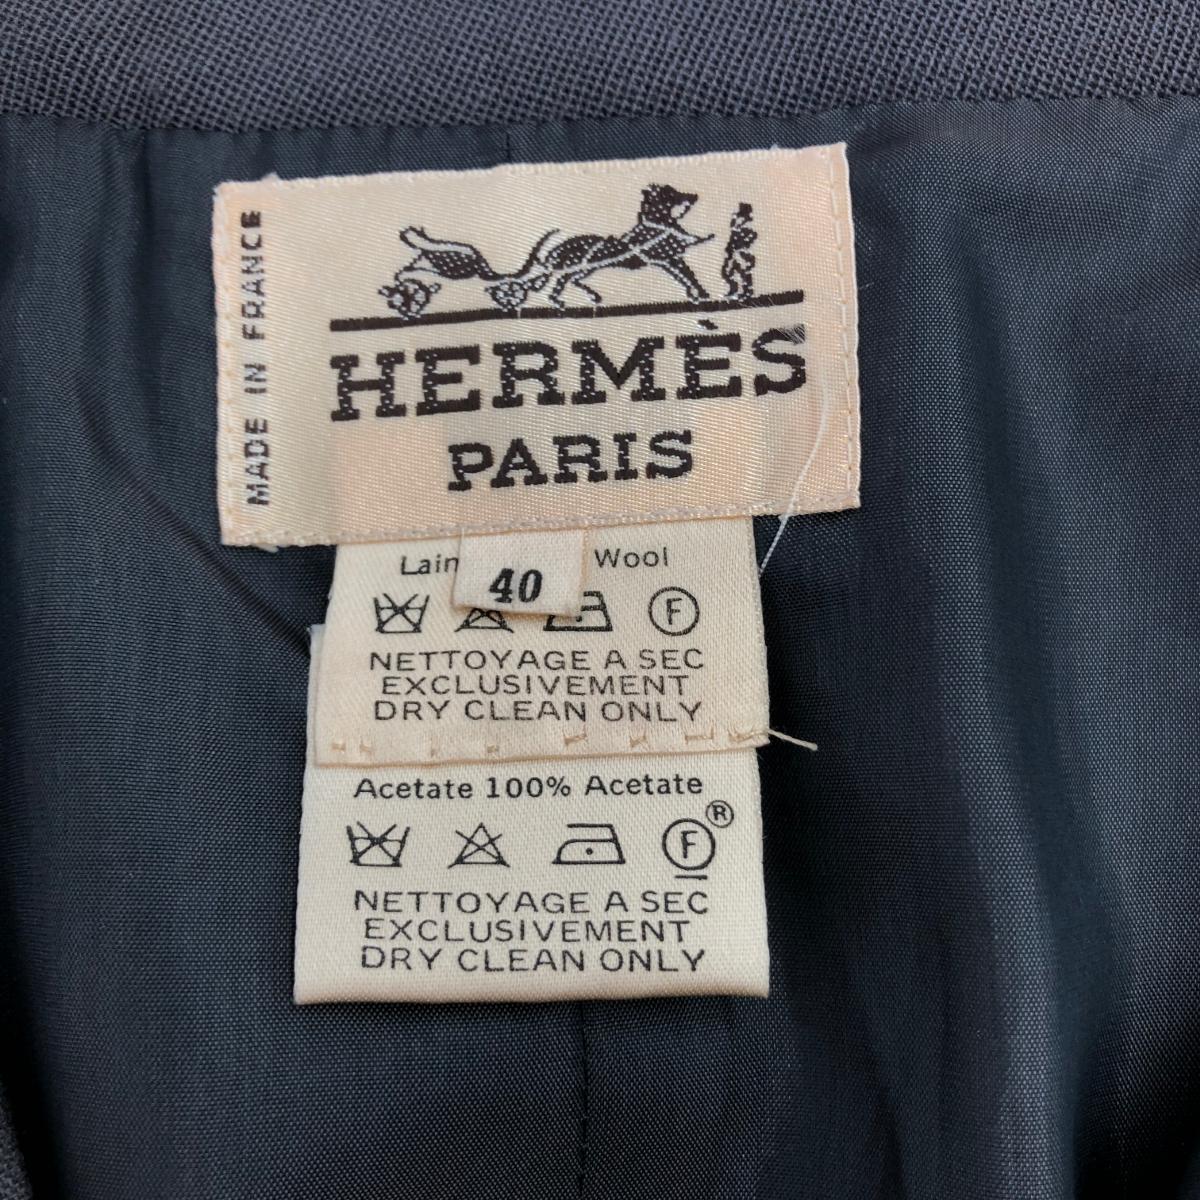 MADE IN FRANCE
HERMÈS
PARIS
Lain Wool
40
F
NETTOYAGE A SEC
EXCLUSIVEMENT
DRY CLEAN ONLY
Acetate 100% Acetate
F ®
NETTOYAGE A SEC
EXCLUSIVEMENT
DRY CLEAN ONLY